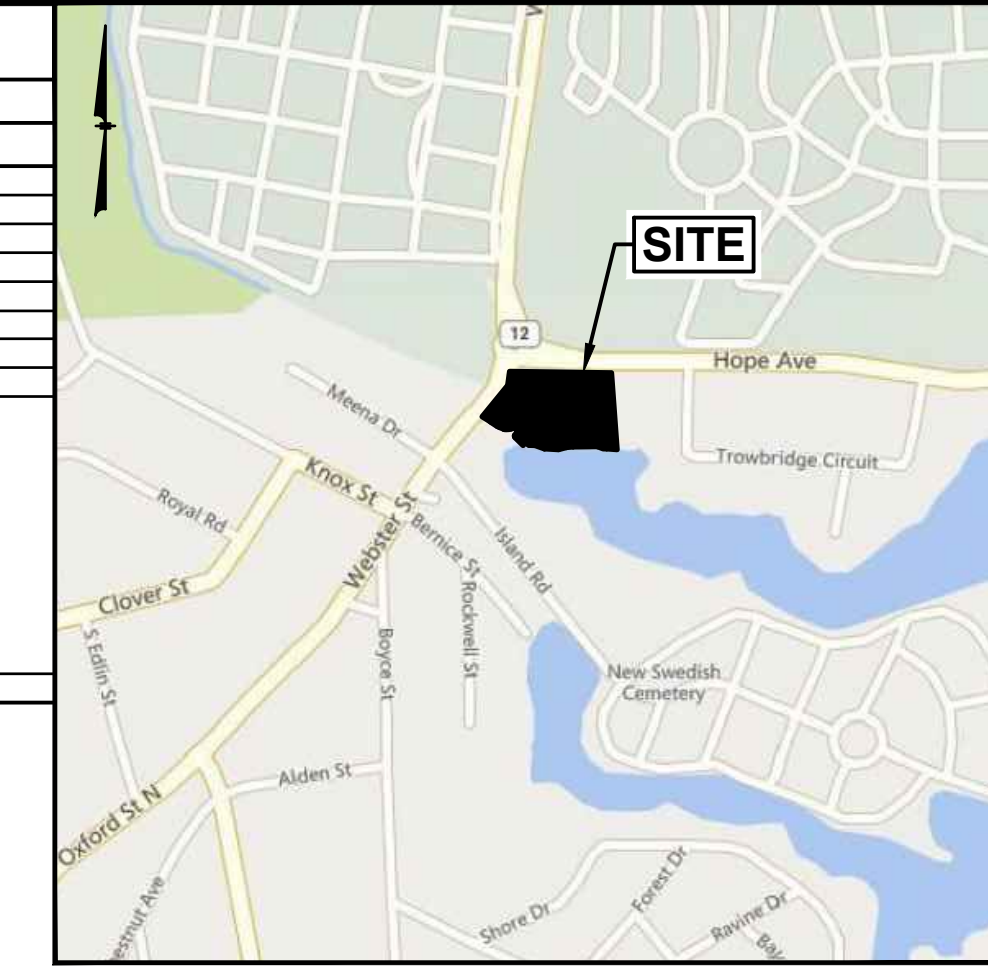 SITE
12
Hope Ave
Meena Dr
Trowbridge Circuit
Knox St
Royal Rd
Webster St
Bernice St
Island Rd
Clover St
Rockwell St
S Edlin St
Boyce St
New Swedish
Cemetery
Alden St
Oxford St N
Forest Dr
Shore Dr
Ravine Dr